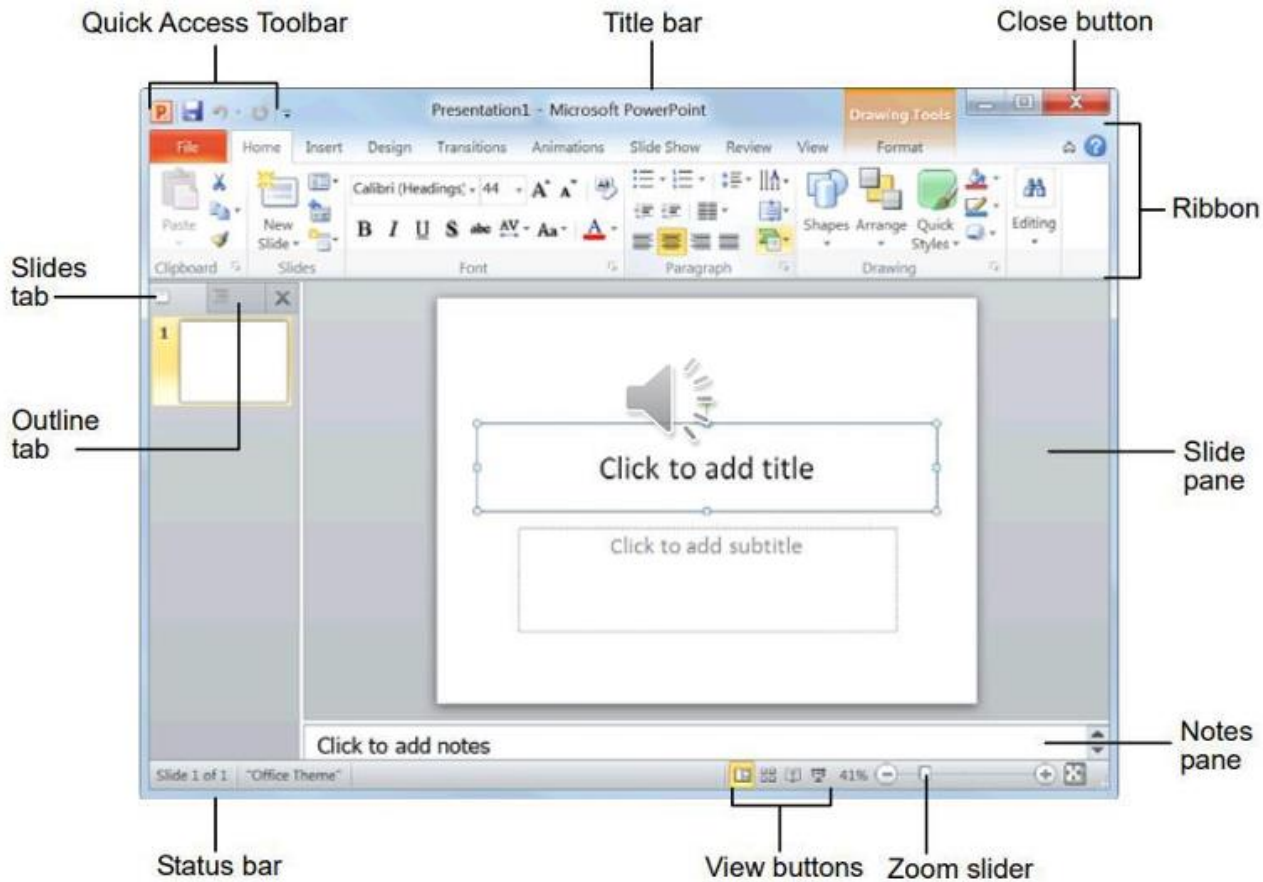 Quick Access Toolbar
Title bar
Close button
Presentation1 - Microsoft PowerPoint
Drawing Tools
File Home Insert Design Transitions Animations Slide Show Review View Format
Calibri (Headings) 44
Paste
New
Slide
B I U S abc AV Aa A
Shapes Arrange Quick
Styles
Editing
Clipboard Slides Font Paragraph Drawing
Ribbon
Slides
tab
1
Outline
tab
Click to add title
Click to add subtitle
Slide
pane
Click to add notes
Notes
pane
Slide 1 of 1 "Office Theme" 41%
Status bar
View buttons
Zoom slider